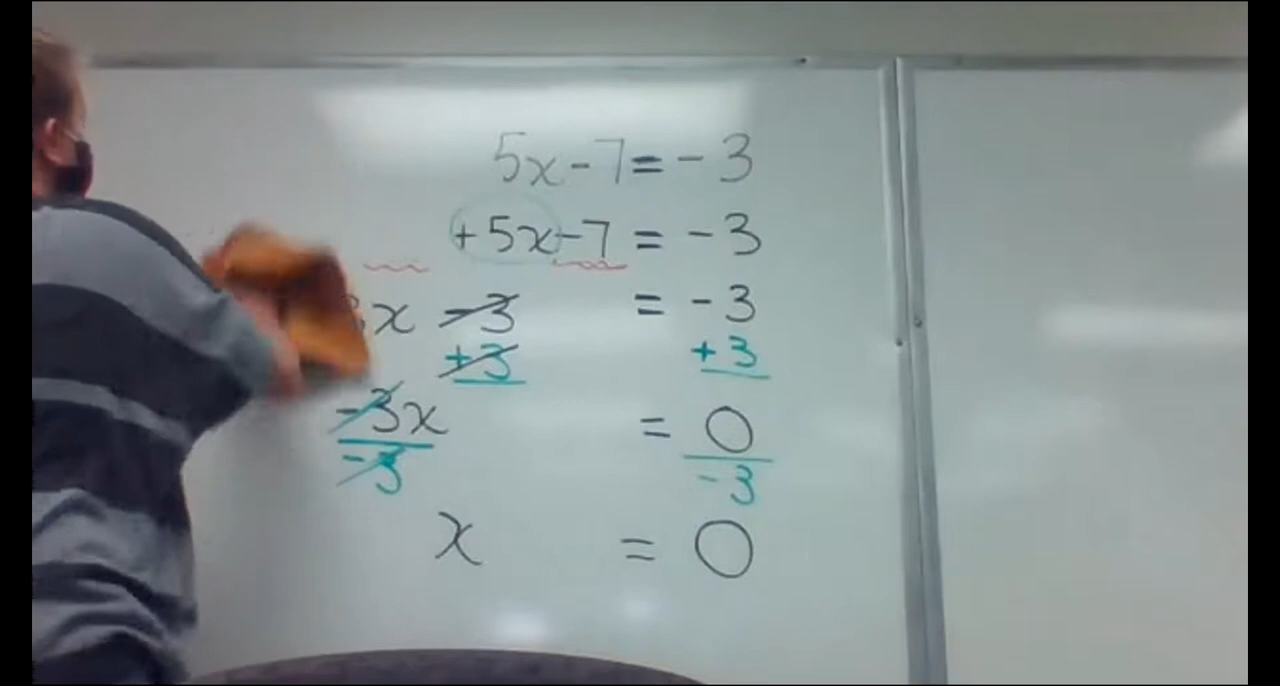 5x-7=-3
+5x-7 = -3
x -3 = -3
+3 +3
-3x = 0
-3 -3
x = 0